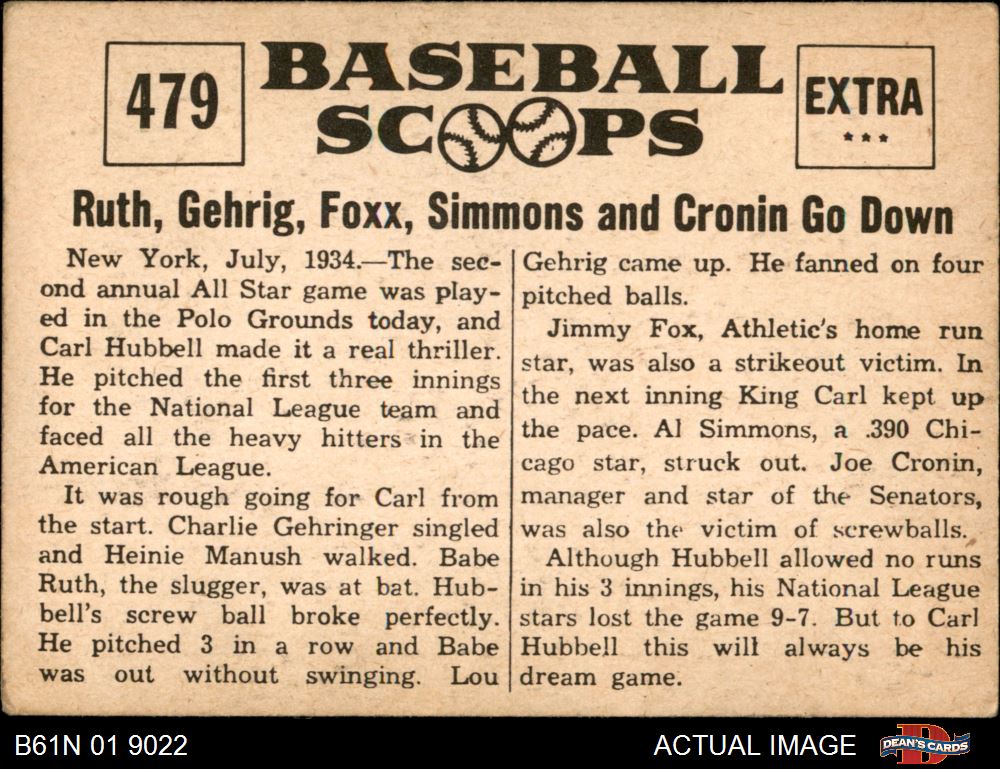 479
BASEBALL
SCOOPS
EXTRA
***
Ruth, Gehrig, Foxx, Simmons and Cronin Go Down
New York, July, 1934.—The sec-
ond annual All Star game was play-
ed in the Polo Grounds today, and
Carl Hubbell made it a real thriller.
He pitched the first three innings
for the National League team and
faced all the heavy hitters in the
American League.
It was rough going for Carl from
the start. Charlie Gehringer singled
and Heinie Manush walked. Babe
Ruth, the slugger, was at bat. Hub-
bell's screw ball broke perfectly.
He pitched 3 in a row and Babe
was out without swinging. Lou
Gehrig came up. He fanned on four
pitched balls.
Jimmy Fox, Athletic's home run
star, was also a strikeout victim. In
the next inning King Carl kept up
the pace. Al Simmons, a .390 Chi-
cago star, struck out. Joe Cronin,
manager and star of the Senators,
was also the victim of screwballs.
Although Hubbell allowed no runs
in his 3 innings, his National League
stars lost the game 9-7. But to Carl
Hubbell this will always be his
dream game.
B61N 01 9022
ACTUAL IMAGE
D
DEAN'S CARDS